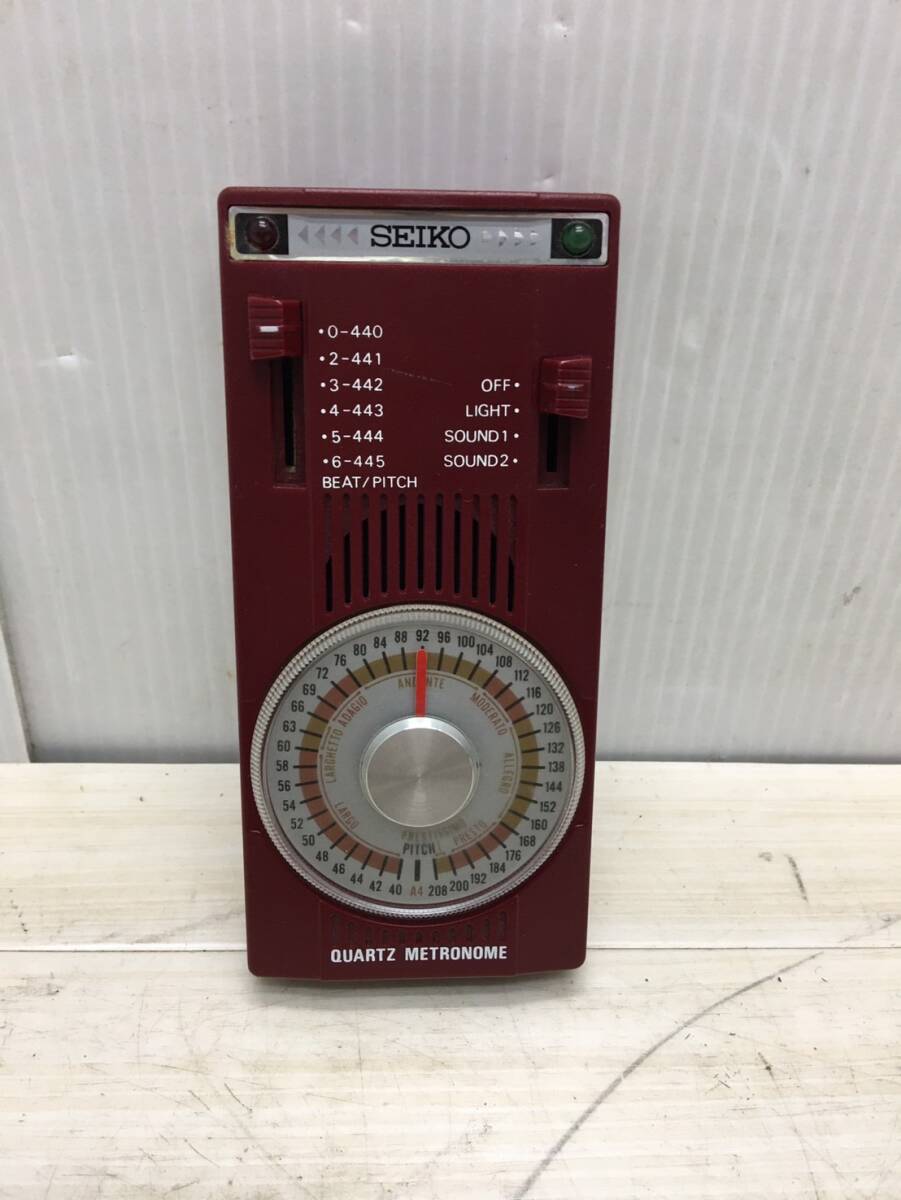 SEIKO
•0-440
•2-441
•3-442
•4-443
•5-444
•6-445
BEAT/PITCH
OFF•
LIGHT•
SOUND1•
SOUND2•
40 42 44 46 48 50 52 54 56 58 60 63 66 69 72 76 80 84 88 92 96 100 104 108 112 116 120 126 132 138 144 152 160 168 176 184 192 200 208 A4
LARGO
LARGHETTO
ADAGIO
ANDANTE
MODERATO
ALLEGRO
PRESTO
PRESTISSIMO
PITCH
QUARTZ METRONOME